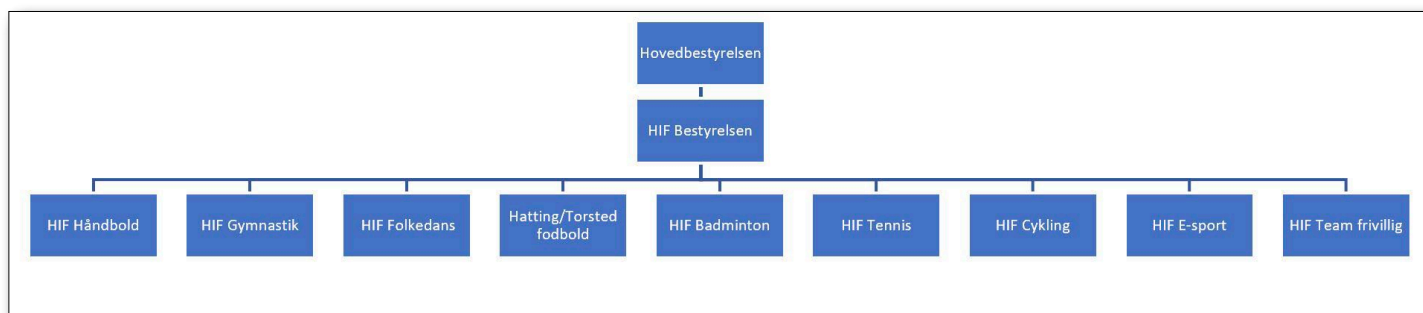 Hovedbestyrelsen
HIF Bestyrelsen
HIF Håndbold
HIF Gymnastik
HIF Folkedans
Hatting/Torsted
fodbold
HIF Badminton
HIF Tennis
HIF Cykling
HIF E-sport
HIF Team frivillig